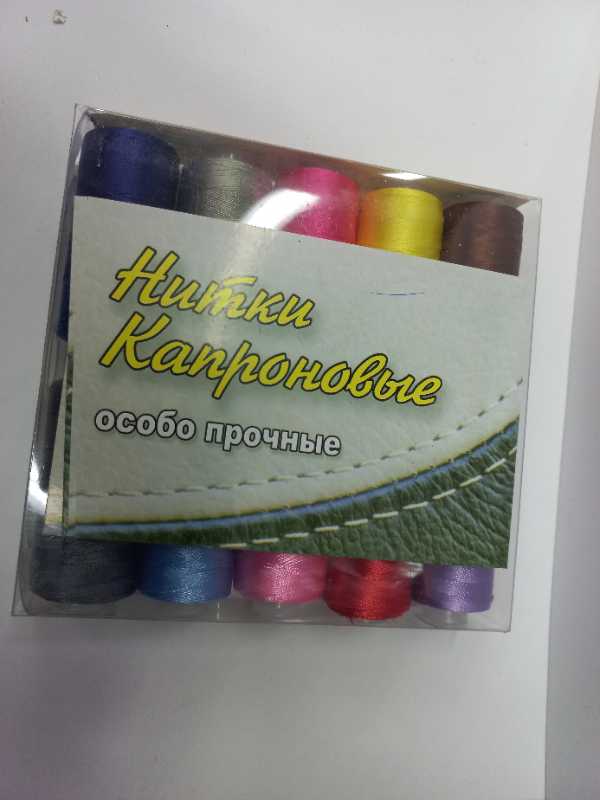 Нитки
Капроновые
особо прочные